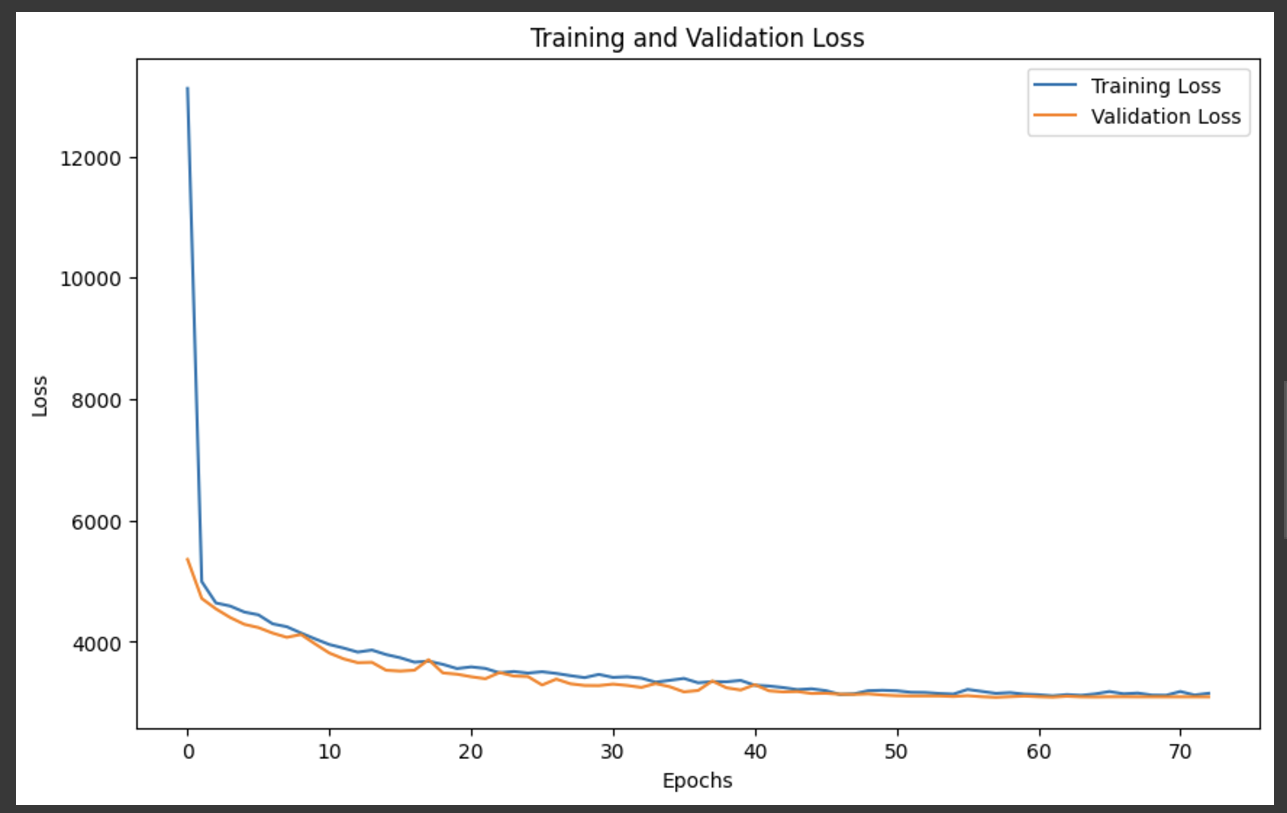 Training and Validation Loss
Training Loss
Validation Loss
12000
10000
8000
6000
4000
Loss
0 10 20 30 40 50 60 70
Epochs